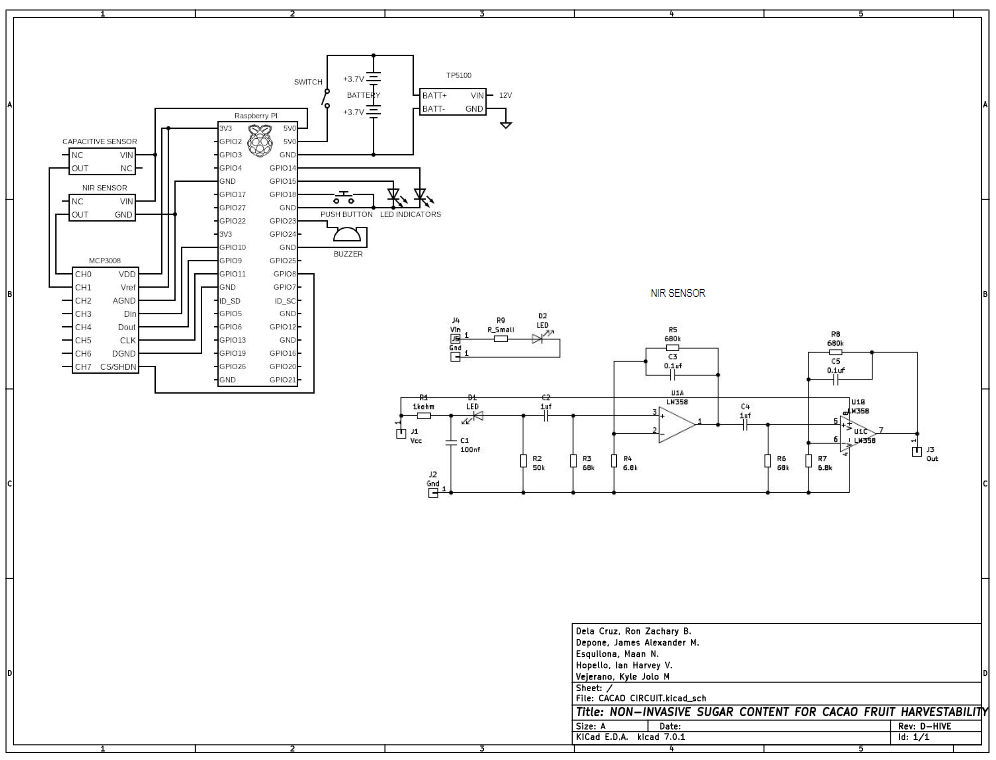 1 2 3 4 5
A
B
C
D
A
B
C
D
1 2 3 4 5
SWITCH
+3.7V
BATTERY
+3.7V
TP5100
BATT+ VIN 12V
BATT- GND
Raspberry PI
3V3 5V0
GPIO2 5V0
GPIO3 GND
GPIO4 GPIO14
GND GPIO15
GPIO17 GPIO18
GPIO27 GND
GPIO22 GPIO23
3V3 GPIO24
GPIO10 GND
GPIO9 GPIO25
GPIO11 GPIO8
GND GPIO7
ID_SD ID_SC
GPIO5 GND
GPIO6 GPIO12
GPIO13 GND
GPIO19 GPIO16
GPIO26 GPIO20
GND GPIO21
CAPACITIVE SENSOR
NC VIN
OUT NC
NIR SENSOR
NC VIN
OUT GND
MCP3008
CH0 VDD
CH1 Vref
CH2 AGND
CH3 Din
CH4 Dout
CH5 CLK
CH6 DGND
CH7 CS/SHDN
PUSH BUTTON
LED INDICATORS
BUZZER
NIR SENSOR
J4
Vin
1
J5
Gnd
1
R9
R_Small
D2
LED
R5
680k
C3
0.1uf
R8
680k
C5
0.1uf
R1
1kohm
1
J1
Vcc
D1
LED
C1
100nf
C2
1uf
U1A
LM358
3
+
2
-
1
C4
1uf
U1B
LM358
U1C
LM358
8
V+
5
+
6
-
7
4
V-
R2
50k
R3
68k
R4
6.8k
R6
68k
R7
6.8k
J2
Gnd
1
1
J3
Out
Dela Cruz, Ron Zachary B.
Depone, James Alexander M.
Esquilona, Maan N.
Hopello, Ian Harvey V.
Vejerano, Kyle Jolo M
Sheet: /
File: CACAO CIRCUIT.kicad_sch
Title: NON-INVASIVE SUGAR CONTENT FOR CACAO FRUIT HARVESTABILITY
Size: A Date: Rev: D-HIVE
KiCad E.D.A. kicad 7.0.1 Id: 1/1